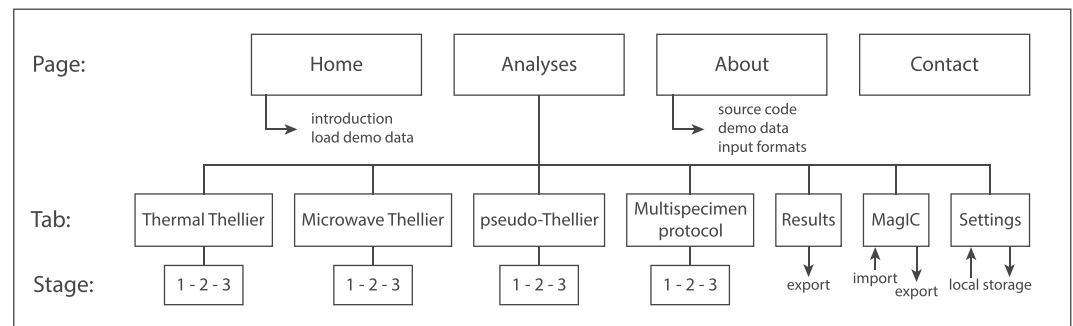 Page:
Home
Analyses
About
Contact
introduction
load demo data
source code
demo data
input formats
Tab:
Thermal Thellier
Microwave Thellier
pseudo-Thellier
Multispecimen
protocol
Results
MagIC
Settings
Stage:
1 - 2 - 3
1 - 2 - 3
1 - 2 - 3
1 - 2 - 3
export
import
export
local storage